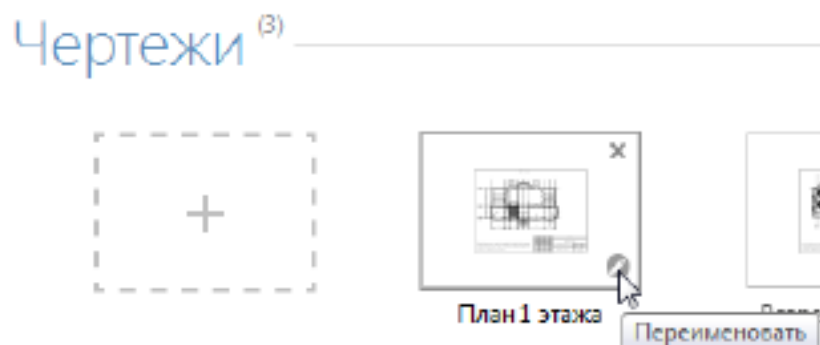 Чертежи (3)
План 1 этажа
Переименовать